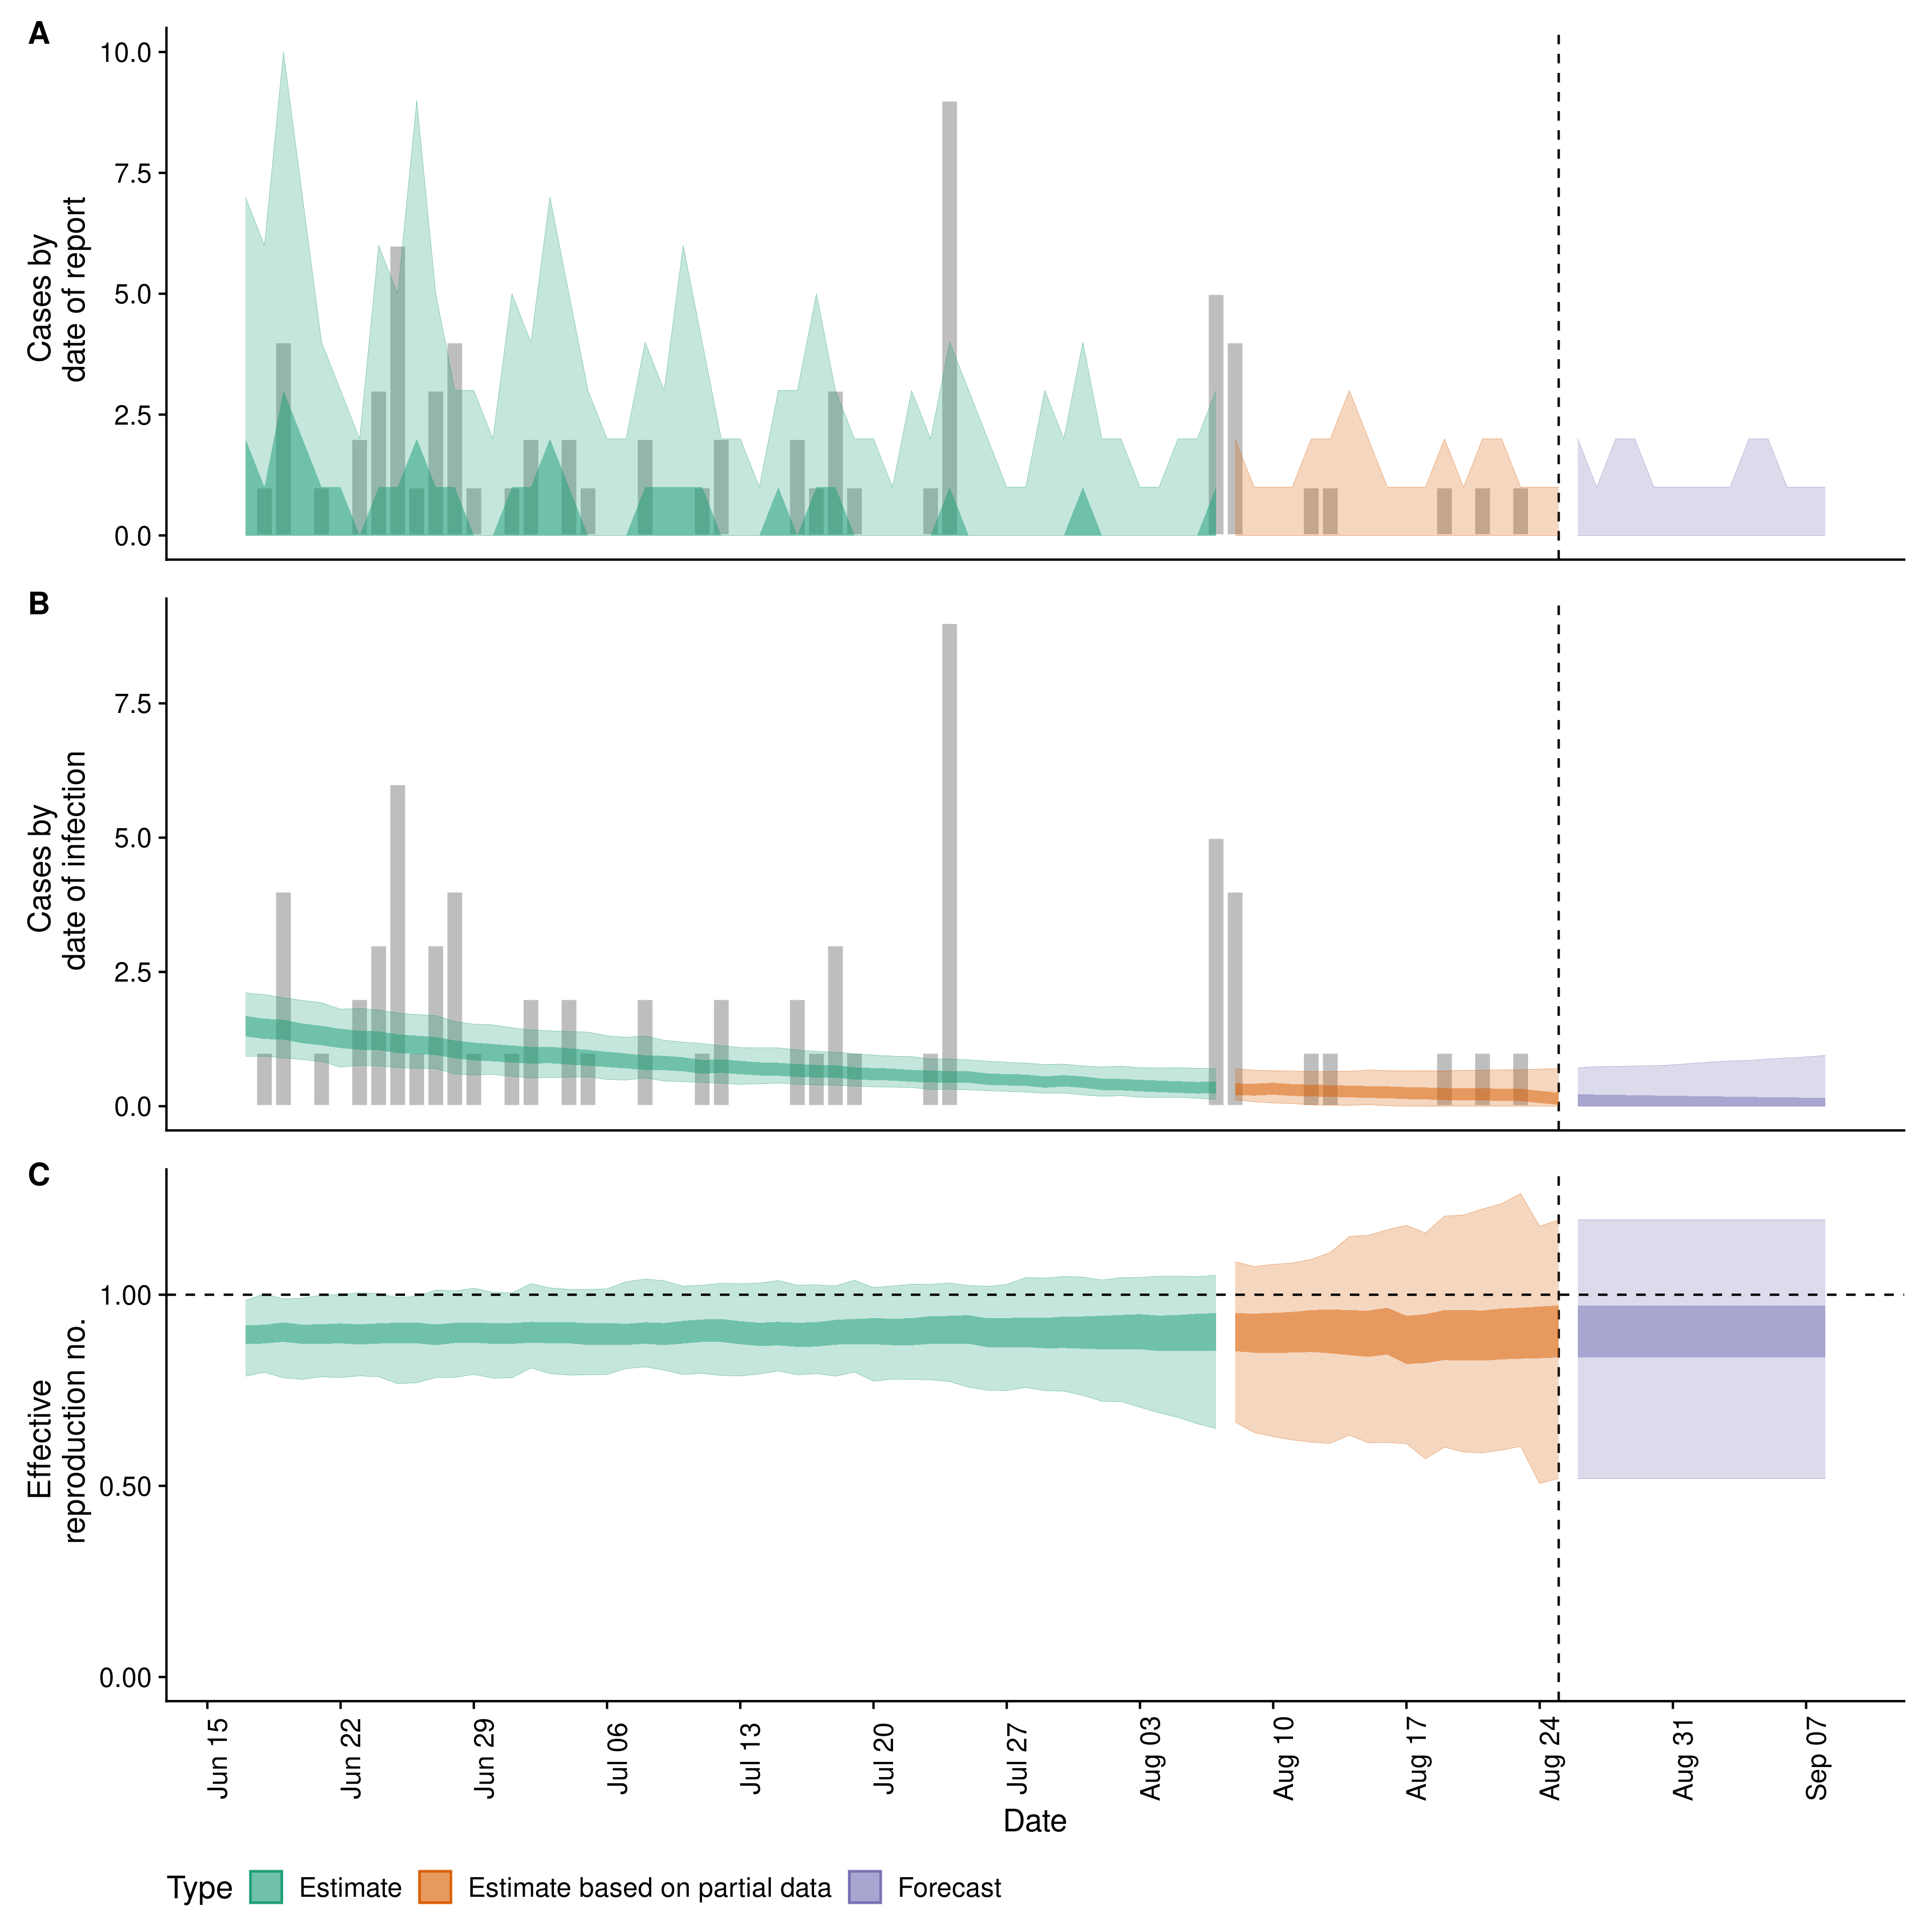 A
Cases by
date of report
10.0
7.5
5.0
2.5
0.0
B
Cases by
date of infection
7.5
5.0
2.5
0.0
C
Effective
reproduction no.
1.00
0.50
0.00
Jun 15
Jun 22
Jun 29
Jul 06
Jul 13
Jul 20
Jul 27
Aug 03
Aug 10
Aug 17
Aug 24
Aug 31
Sep 07
Date
Type Estimate Estimate based on partial data Forecast